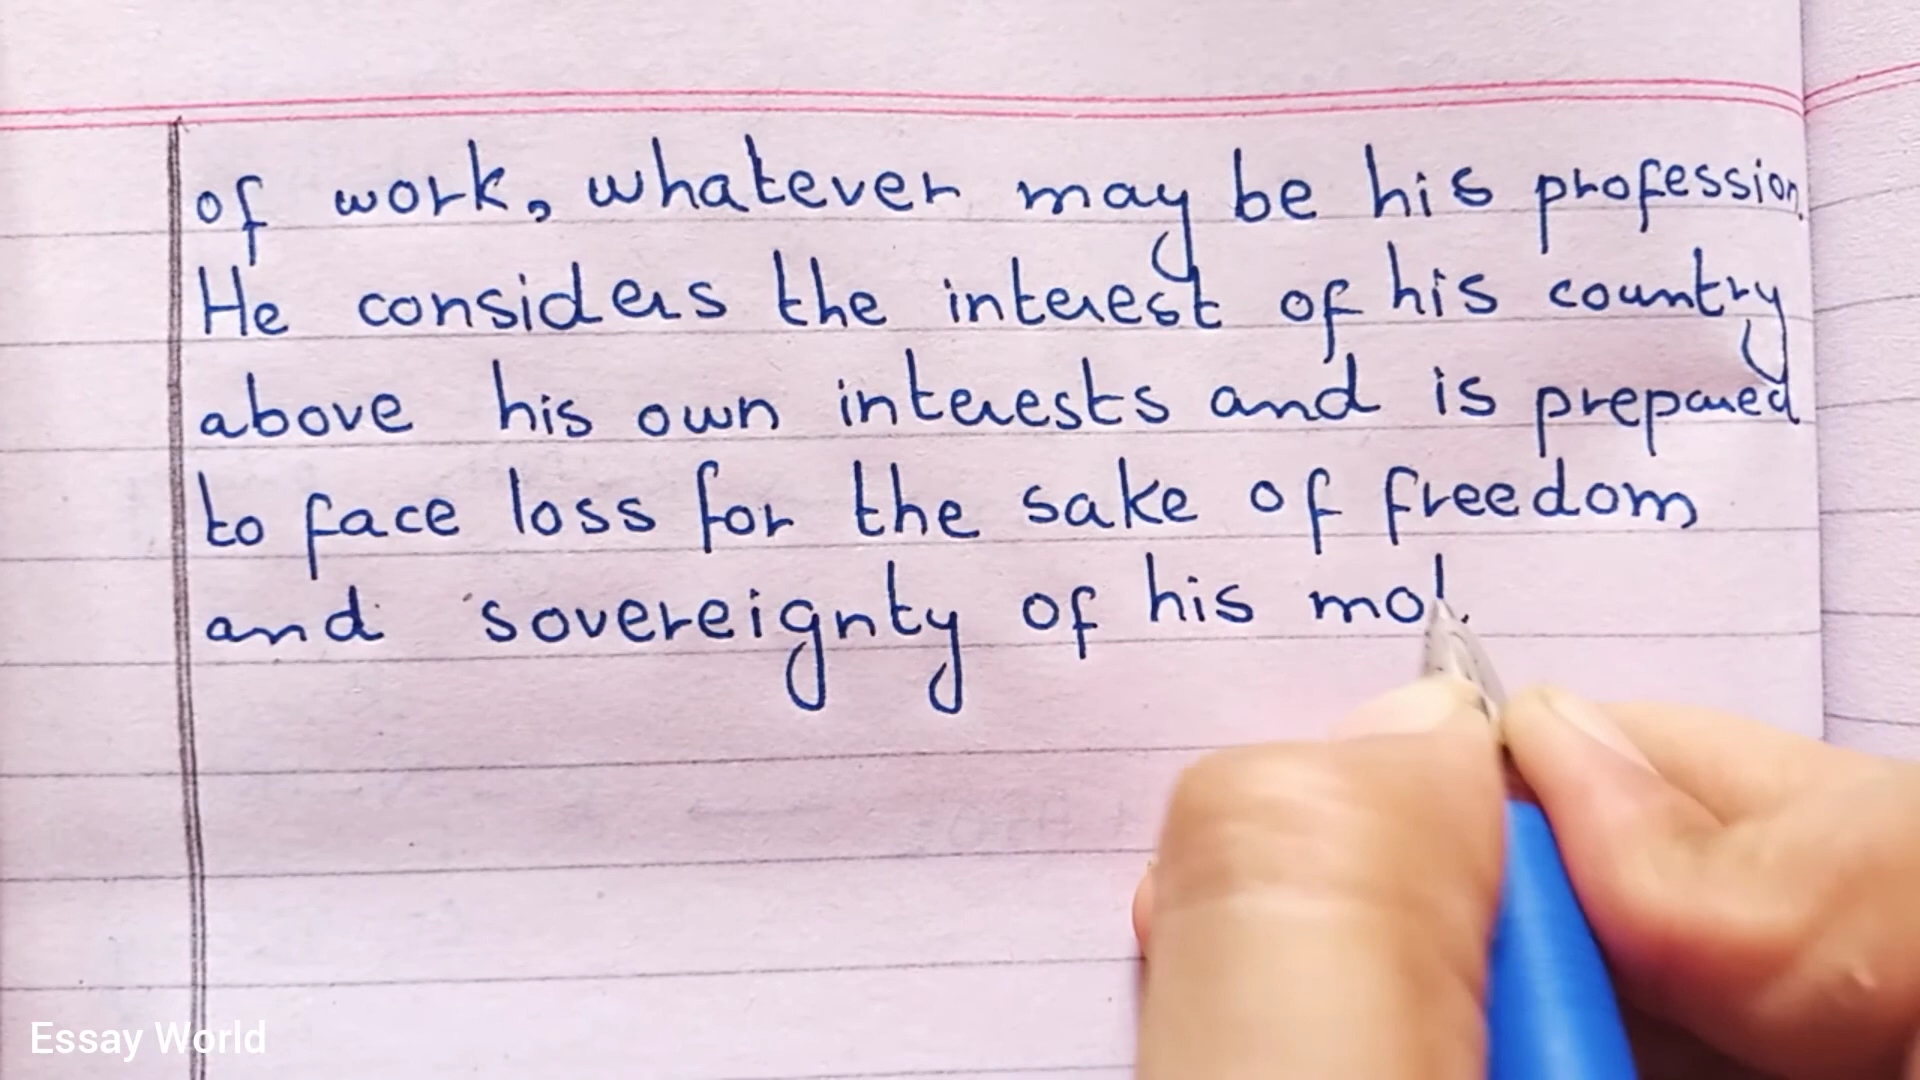 of work, whatever may be his profession.
He considers the interest of his country
above his own interests and is prepared
to face loss for the sake of freedom
and sovereignty of his
Essay World